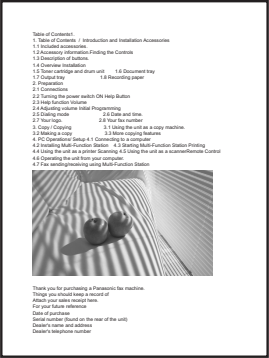 Table of Contents1.
1. Table of Contents / Introduction and Installation Accessories
1.1 Included accessories.
1.2 Accessory information.Finding the Controls
1.3 Description of buttons.
1.4 Overview Installation
1.5 Toner cartridge and drum unit 1.6 Document tray
1.7 Output tray 1.8 Recording paper
2. Preparation
2.1 Connections
2.2 Turning the power switch ON Help Button
2.3 Help function Volume
2.4 Adjusting volume Initial Programming
2.5 Dialing mode 2.6 Date and time.
2.7 Your logo. 2.8 Your fax number
3. Copy / Copying 3.1 Using the unit as a copy machine.
3.2 Making a copy 3.3 More copying features
4. PC Operations/ Setup 4.1 Connecting to a computer
4.2 Installing Multi-Function Station 4.3 Starting Multi-Function Station Printing
4.4 Using the unit as a printer Scanning 4.5 Using the unit as a scannerRemote Control
4.6 Operating the unit from your computer.
4.7 Fax sending/receiving using Multi-Function Station
Thank you for purchasing a Panasonic fax machine.
Things you should keep a record of
Attach your sales receipt here.
For your future reference
Date of purchase
Serial number (found on the rear of the unit)
Dealer's name and address
Dealer's telephone number